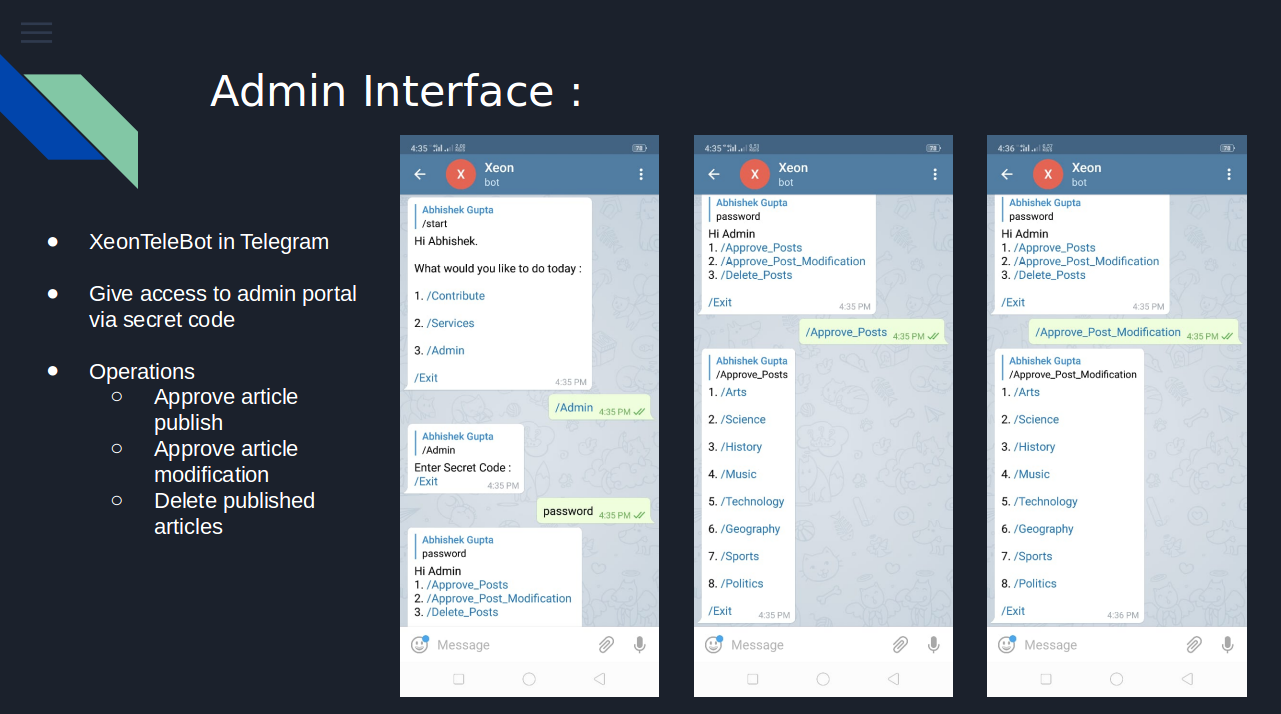 Admin Interface :
● XeonTeleBot in Telegram
● Give access to admin portal
via secret code
● Operations
○ Approve article
publish
○ Approve article
modification
○ Delete published
articles
4:35
78
X
Xeon
bot
Abhishek Gupta
/start
Hi Abhishek.
What would you like to do today :
1. /Contribute
2. /Services
3. /Admin
/Exit
4:35 PM
/Admin 4:35 PM
Abhishek Gupta
/Admin
Enter Secret Code :
/Exit 4:35 PM
password 4:35 PM
Abhishek Gupta
password
Hi Admin
1. /Approve_Posts
2. /Approve_Post_Modification
3. /Delete_Posts
Message
4:35
78
X
Xeon
bot
Abhishek Gupta
password
Hi Admin
1. /Approve_Posts
2. /Approve_Post_Modification
3. /Delete_Posts
/Exit 4:35 PM
/Approve_Posts 4:35 PM
Abhishek Gupta
/Approve_Posts
1. /Arts
2. /Science
3. /History
4. /Music
5. /Technology
6. /Geography
7. /Sports
8. /Politics
/Exit 4:35 PM
Message
4:36
78
X
Xeon
bot
Abhishek Gupta
password
Hi Admin
1. /Approve_Posts
2. /Approve_Post_Modification
3. /Delete_Posts
/Exit 4:35 PM
/Approve_Post_Modification 4:35 PM
Abhishek Gupta
/Approve_Post_Modification
1. /Arts
2. /Science
3. /History
4. /Music
5. /Technology
6. /Geography
7. /Sports
8. /Politics
/Exit 4:36 PM
Message